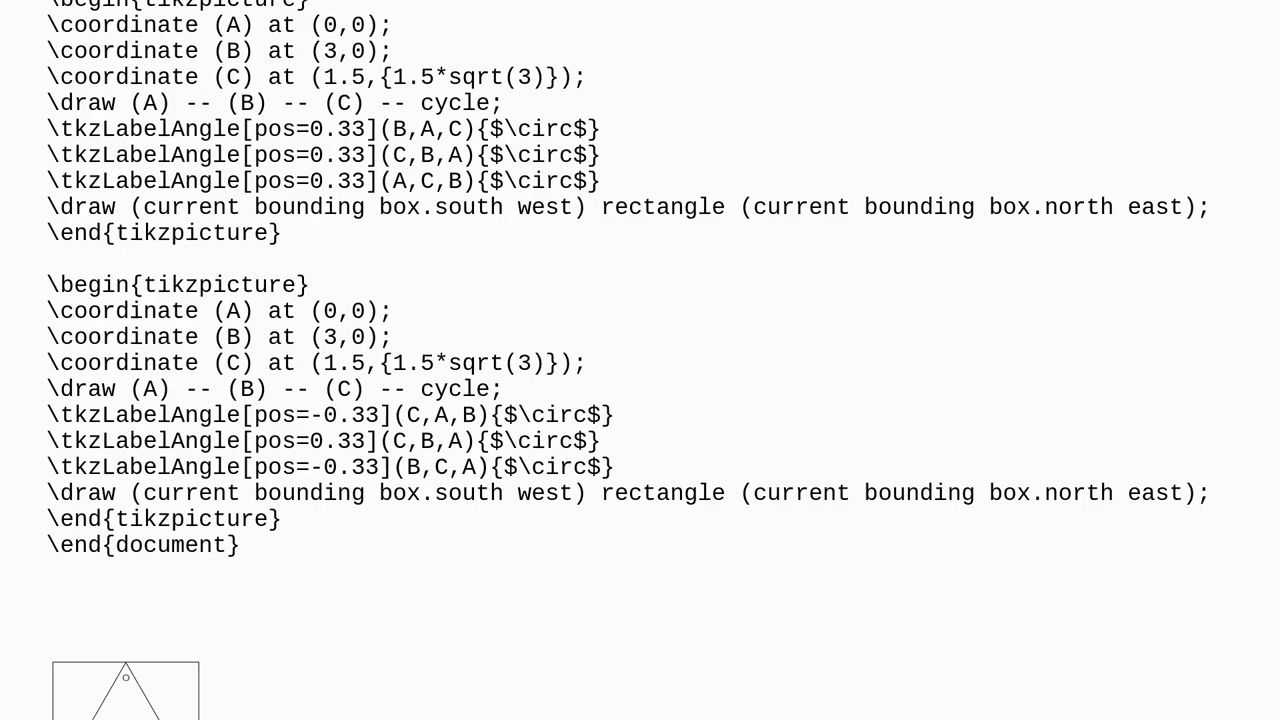 \begin{tikzpicture}
\coordinate (A) at (0,0);
\coordinate (B) at (3,0);
\coordinate (C) at (1.5,{1.5*sqrt(3)});
\draw (A) -- (B) -- (C) -- cycle;
\tkzLabelAngle[pos=0.33](B,A,C){$\circ$}
\tkzLabelAngle[pos=0.33](C,B,A){$\circ$}
\tkzLabelAngle[pos=0.33](A,C,B){$\circ$}
\draw (current bounding box.south west) rectangle (current bounding box.north east);
\end{tikzpicture}

\begin{tikzpicture}
\coordinate (A) at (0,0);
\coordinate (B) at (3,0);
\coordinate (C) at (1.5,{1.5*sqrt(3)});
\draw (A) -- (B) -- (C) -- cycle;
\tkzLabelAngle[pos=-0.33](C,A,B){$\circ$}
\tkzLabelAngle[pos=0.33](C,B,A){$\circ$}
\tkzLabelAngle[pos=-0.33](B,C,A){$\circ$}
\draw (current bounding box.south west) rectangle (current bounding box.north east);
\end{tikzpicture}
\end{document}